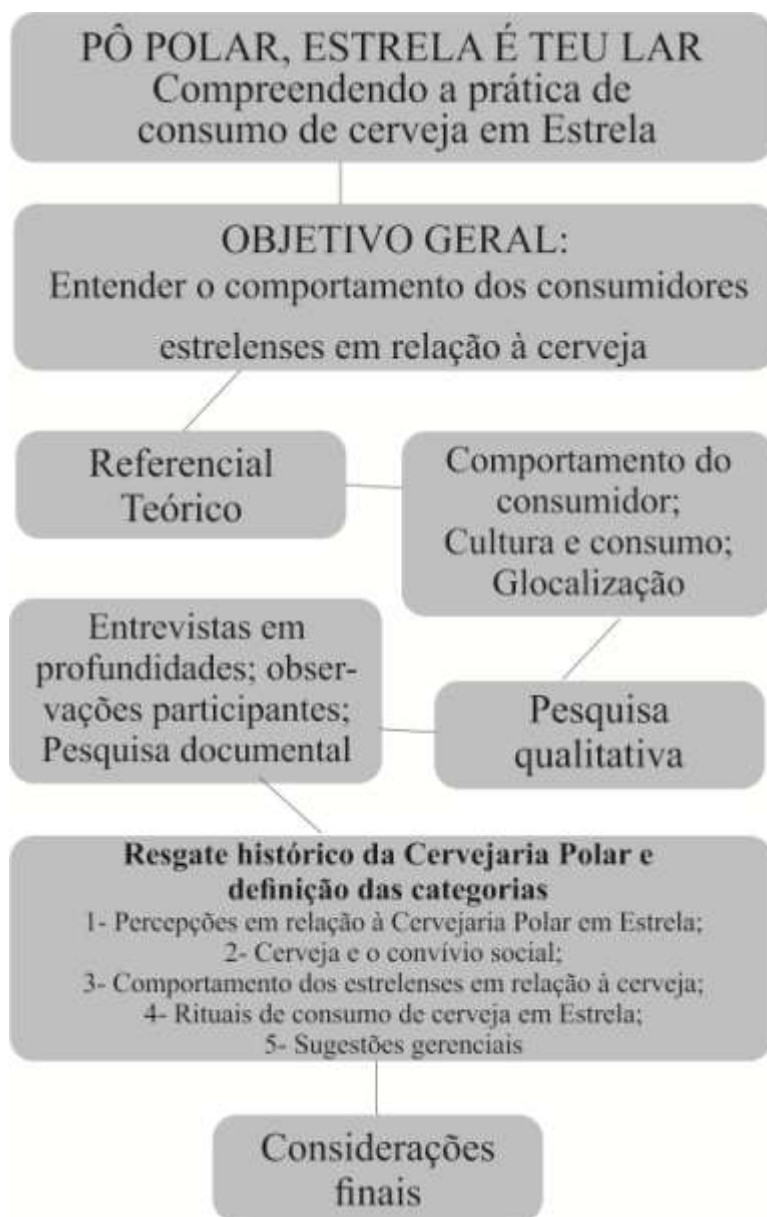 PÔ POLAR, ESTRELA É TEU LAR
Compreendendo a prática de
consumo de cerveja em Estrela
OBJETIVO GERAL:
Entender o comportamento dos consumidores
estrelenses em relação à cerveja
Referencial
Teórico
Comportamento do
consumidor;
Cultura e consumo;
Glocalização
Entrevistas em
profundidades; obser-
vações participantes;
Pesquisa documental
Pesquisa
qualitativa
Resgate histórico da Cervejaria Polar e
definição das categorias
1- Percepções em relação à Cervejaria Polar em Estrela;
2- Cerveja e o convívio social;
3- Comportamento dos estrelenses em relação à cerveja;
4- Rituais de consumo de cerveja em Estrela;
5- Sugestões gerenciais
Considerações
finais